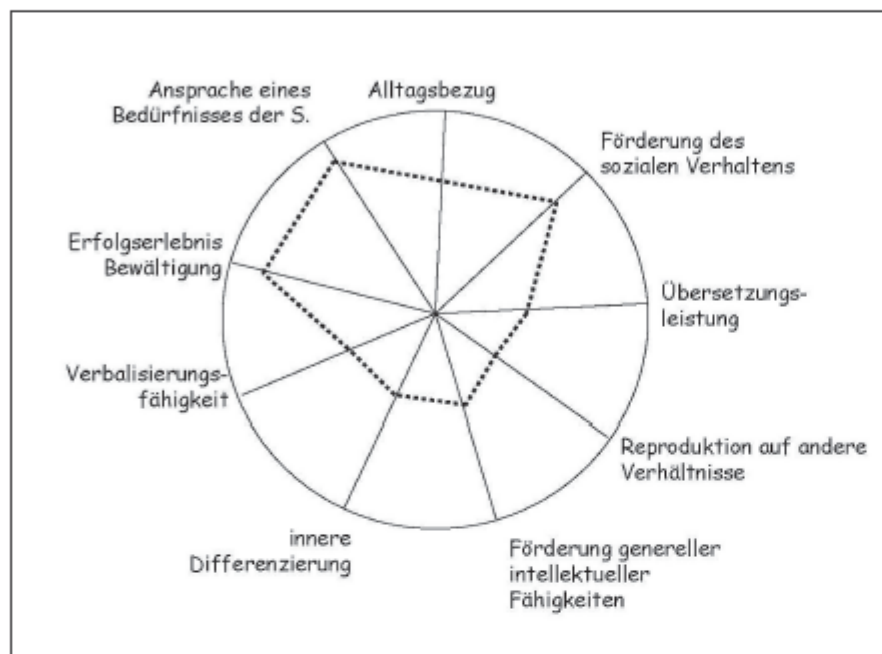 Ansprache eines
Bedürfnisses der S.
Alltagsbezug
Förderung des
sozialen Verhaltens
Erfolgserlebnis
Bewältigung
Übersetzungs-
leistung
Verbalisierungs-
fähigkeit
Reproduktion auf andere
Verhältnisse
innere
Differenzierung
Förderung genereller
intellektueller
Fähigkeiten